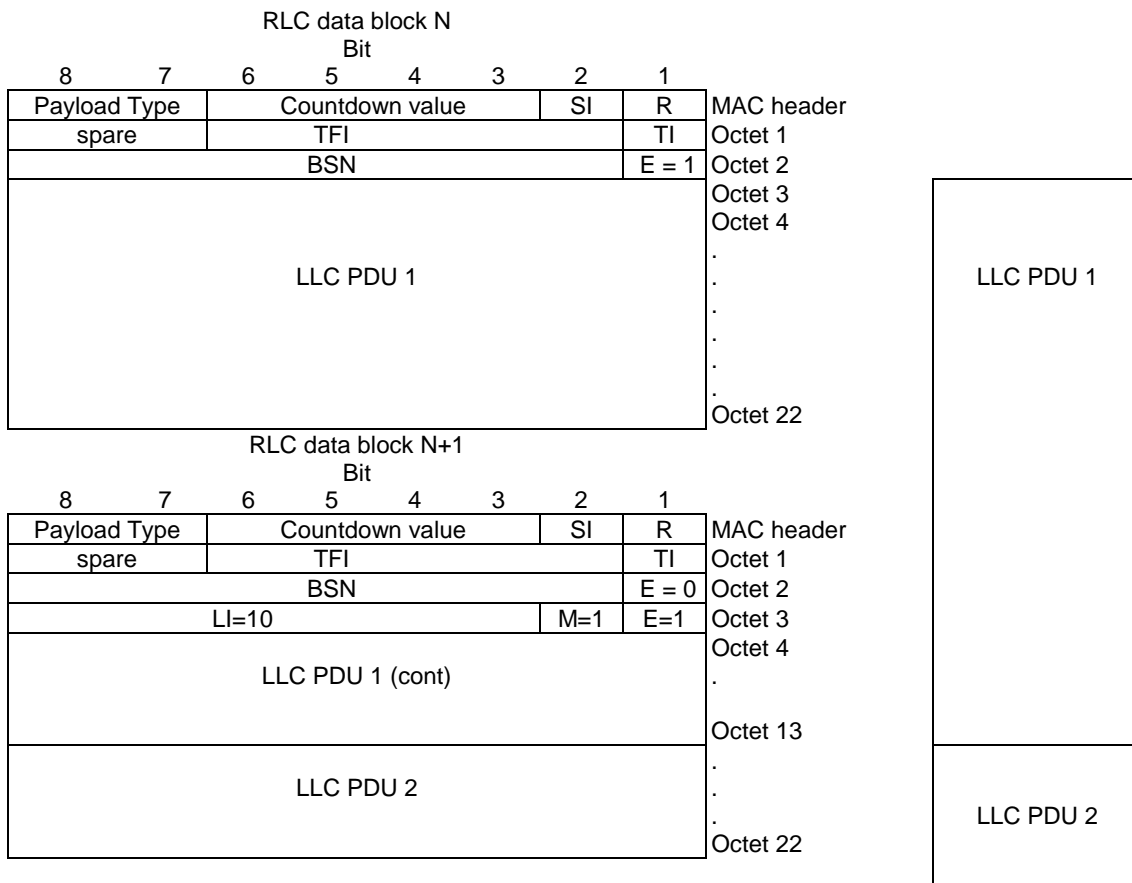 RLC data block N
Bit
8 7 6 5 4 3 2 1
Payload Type Countdown value SI R MAC header
spare TFI TI Octet 1
BSN E = 1 Octet 2
Octet 3
Octet 4
.
LLC PDU 1 . LLC PDU 1
.
.
.
.
Octet 22
RLC data block N+1
Bit
8 7 6 5 4 3 2 1
Payload Type Countdown value SI R MAC header
spare TFI TI Octet 1
BSN E = 0 Octet 2
LI=10 M=1 E=1 Octet 3
Octet 4
LLC PDU 1 (cont) .
Octet 13
.
LLC PDU 2 .
. LLC PDU 2
Octet 22